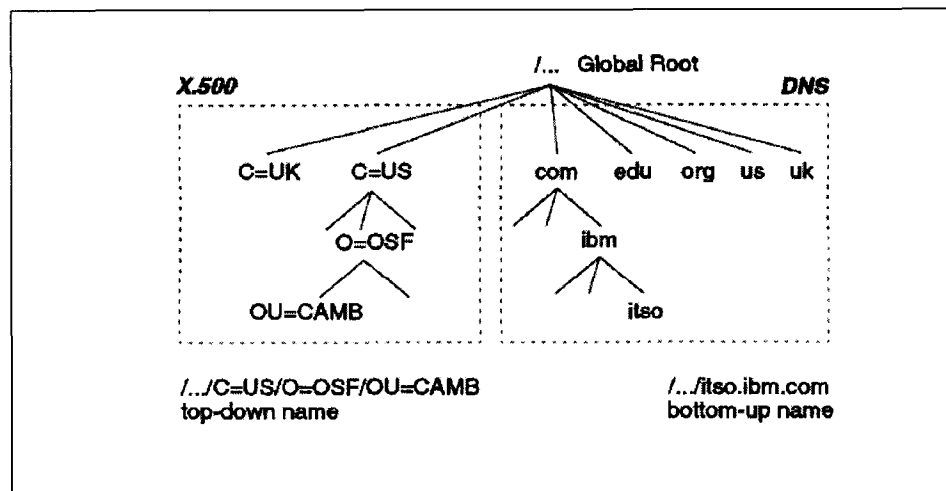 /... Global Root
X.500 DNS
C=UK C=US com edu org us uk
O=OSF ibm
OU=CAMB itso
/.../C=US/O=OSF/OU=CAMB /.../itso.ibm.com
top-down name bottom-up name